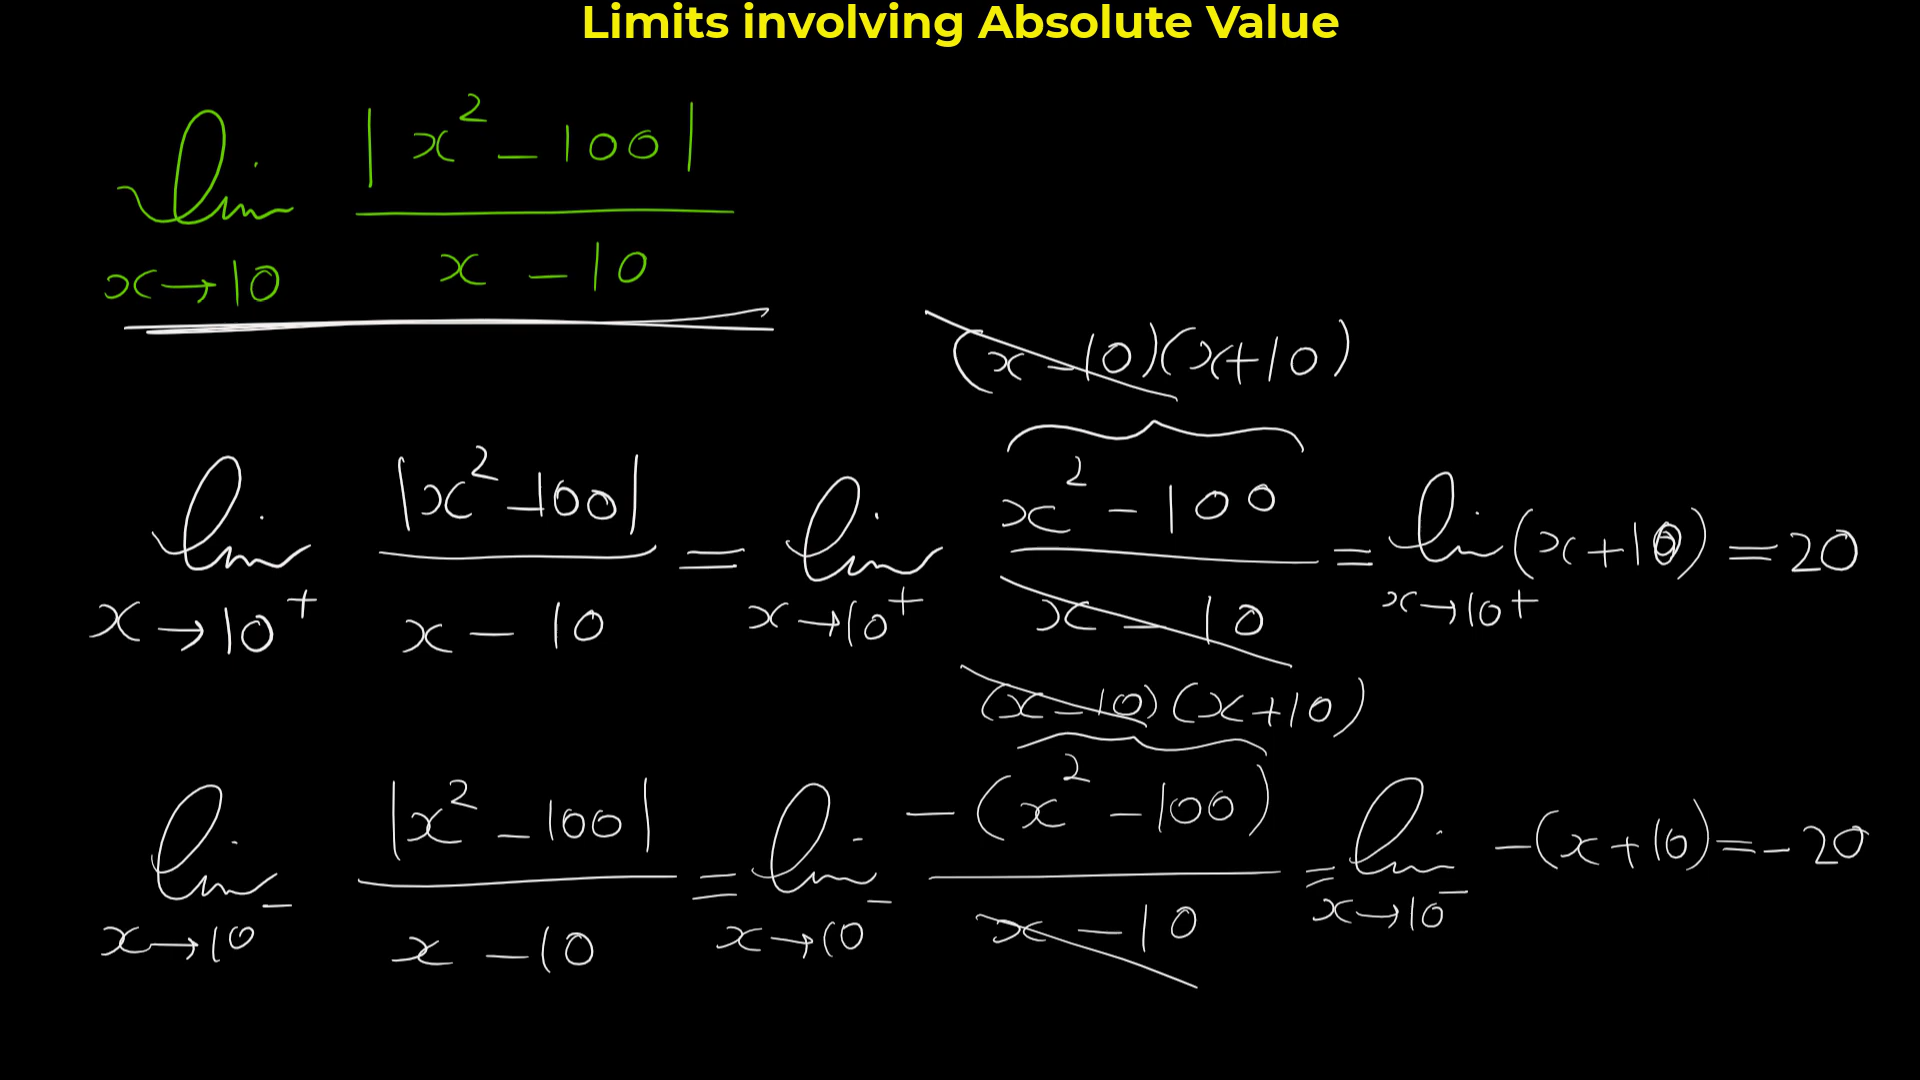 Limits involving Absolute Value
lim x→10 |x² - 100| / x - 10
(x - 10)(x + 10)
lim x→10⁺ |x² - 100| / x - 10 = lim x→10⁺ x² - 100 / x - 10 = lim x→10⁺ (x + 10) = 20
(x - 10)(x + 10)
lim x→10⁻ |x² - 100| / x - 10 = lim x→10⁻ -(x² - 100) / x - 10 = lim x→10⁻ -(x + 10) = -20